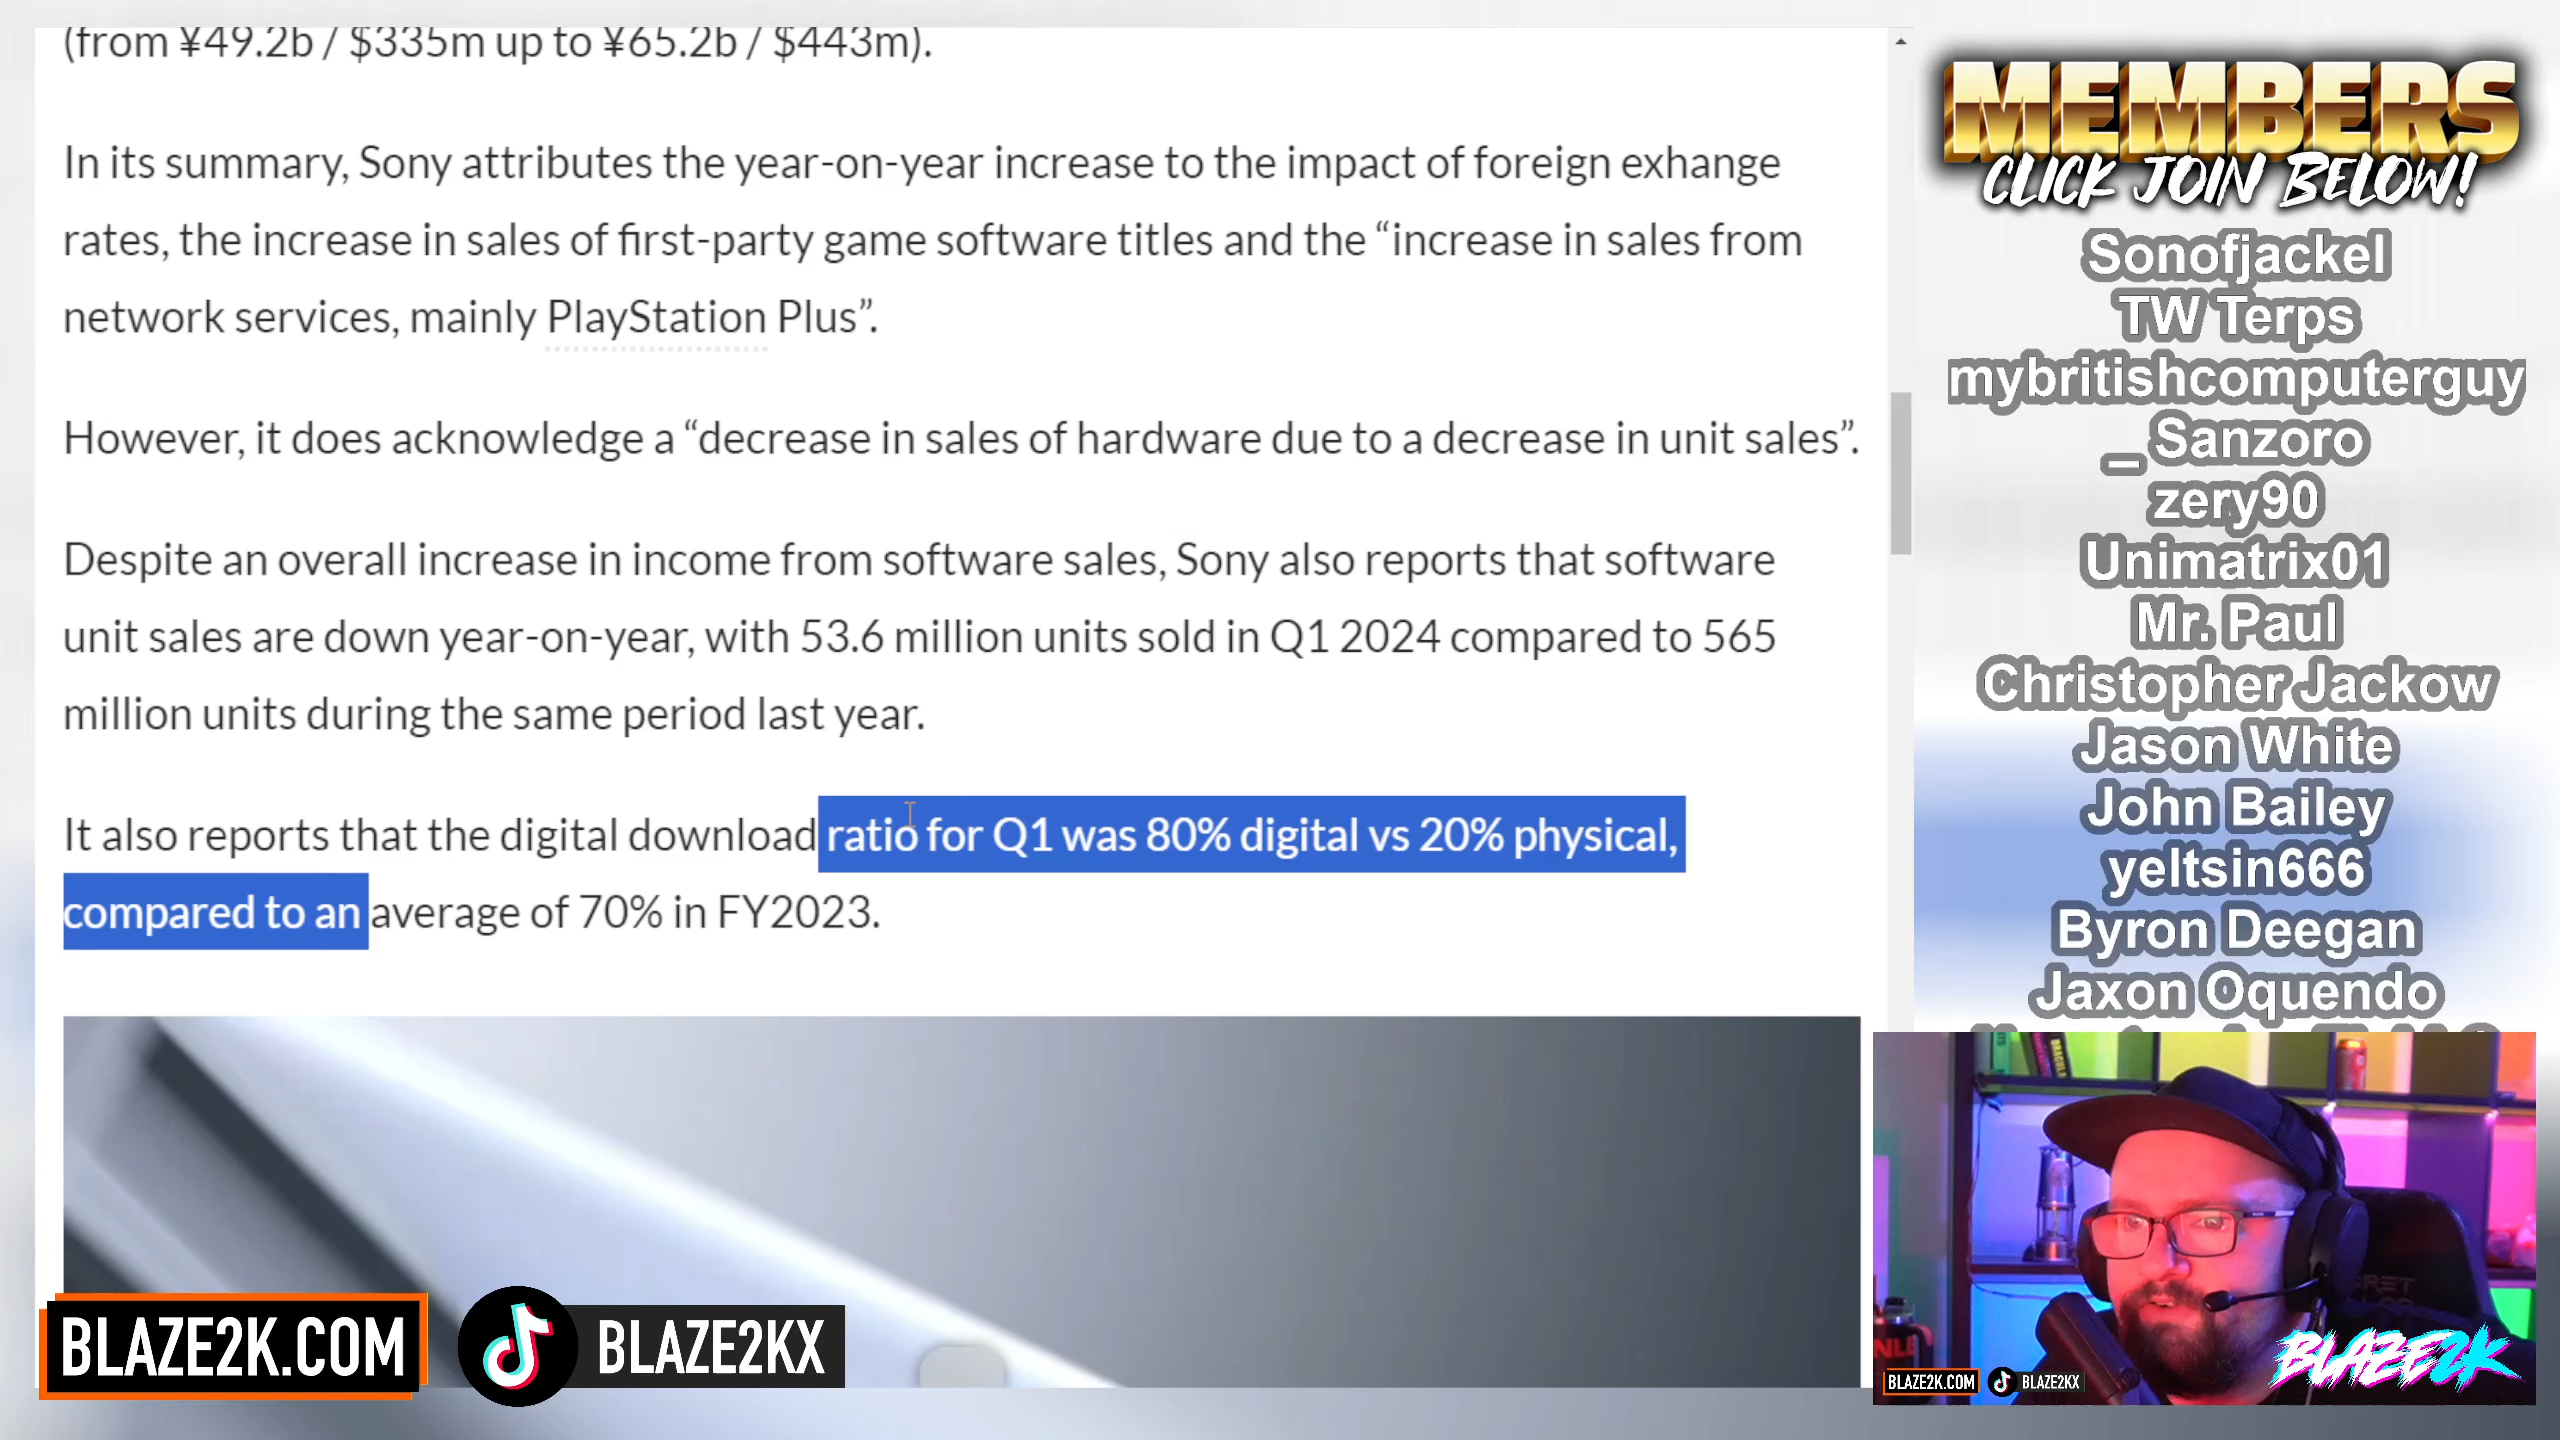 (from ¥49.2b / $335m up to ¥65.2b / $443m).
In its summary, Sony attributes the year-on-year increase to the impact of foreign exhange
rates, the increase in sales of first-party game software titles and the “increase in sales from
network services, mainly PlayStation Plus”.
However, it does acknowledge a “decrease in sales of hardware due to a decrease in unit sales”.
Despite an overall increase in income from software sales, Sony also reports that software
unit sales are down year-on-year, with 53.6 million units sold in Q1 2024 compared to 565
million units during the same period last year.
It also reports that the digital download ratio for Q1 was 80% digital vs 20% physical,
compared to an average of 70% in FY2023.
MEMBERS
CLICK JOIN BELOW!
Sonofjackel
TW Terps
mybritishcomputerguy
_ Sanzoro
zery90
Unimatrix01
Mr. Paul
Christopher Jackow
Jason White
John Bailey
yeltsin666
Byron Deegan
Jaxon Oquendo
BLAZE2K.COM
BLAZE2KX
BLAZE2K.COM
BLAZE2KX
BLAZE2K